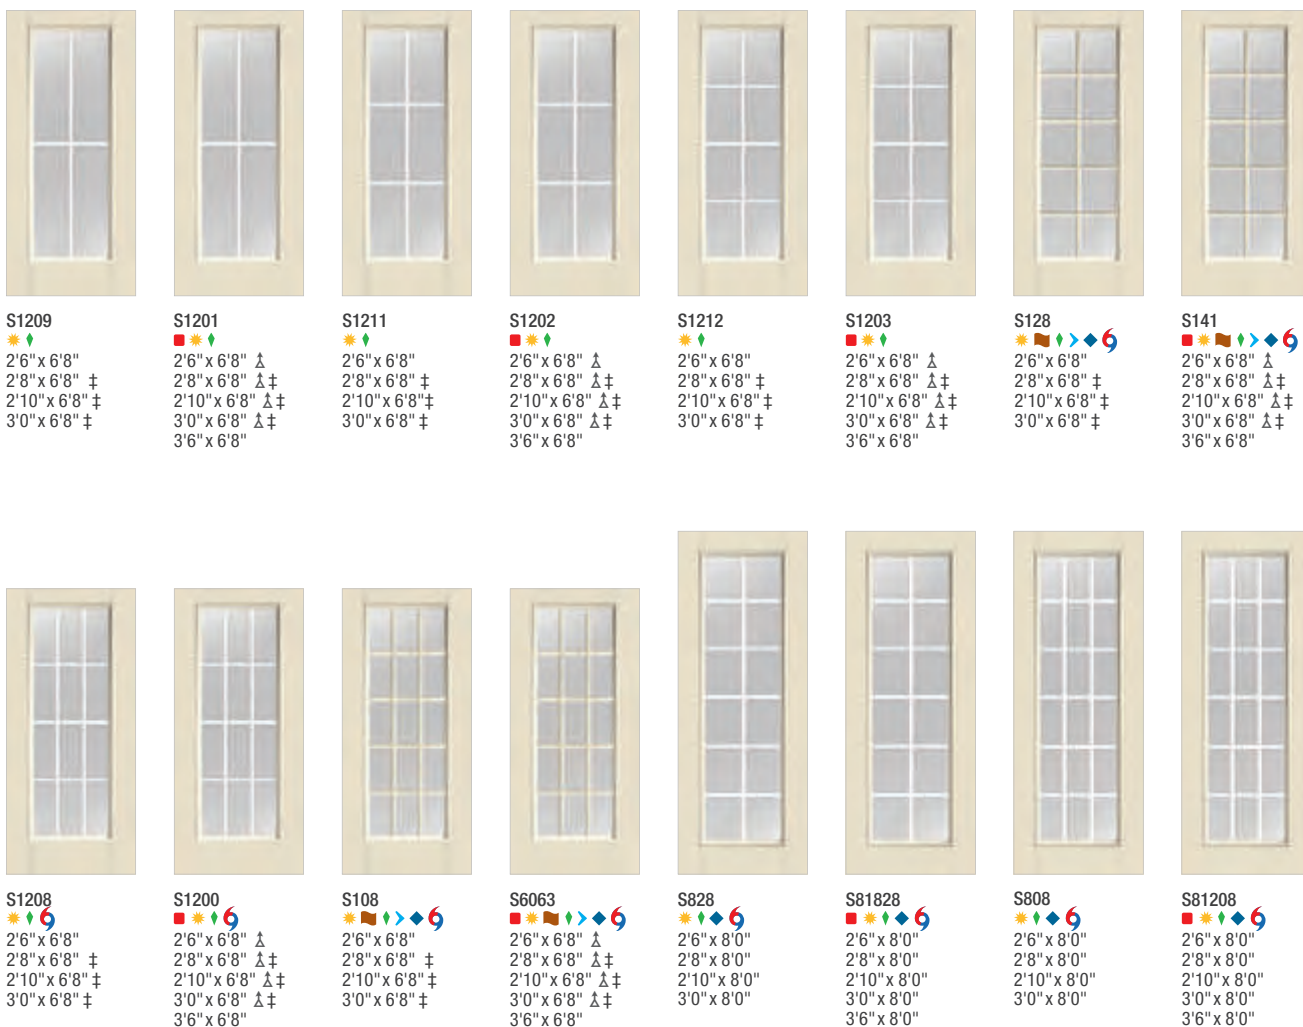 S1209
2'6" x 6'8"
2'8" x 6'8" ‡
2'10" x 6'8" ‡
3'0" x 6'8" ‡
S1201
2'6" x 6'8"
2'8" x 6'8" ‡
2'10" x 6'8" ‡
3'0" x 6'8" ‡
3'6" x 6'8"
S1211
2'6" x 6'8"
2'8" x 6'8" ‡
2'10" x 6'8" ‡
3'0" x 6'8" ‡
S1202
2'6" x 6'8"
2'8" x 6'8" ‡
2'10" x 6'8" ‡
3'0" x 6'8" ‡
3'6" x 6'8"
S1212
2'6" x 6'8"
2'8" x 6'8" ‡
2'10" x 6'8" ‡
3'0" x 6'8" ‡
S1203
2'6" x 6'8"
2'8" x 6'8" ‡
2'10" x 6'8" ‡
3'0" x 6'8" ‡
3'6" x 6'8"
S128
2'6" x 6'8"
2'8" x 6'8" ‡
2'10" x 6'8" ‡
3'0" x 6'8" ‡
S141
2'6" x 6'8"
2'8" x 6'8" ‡
2'10" x 6'8" ‡
3'0" x 6'8" ‡
3'6" x 6'8"
S1208
2'6" x 6'8"
2'8" x 6'8" ‡
2'10" x 6'8" ‡
3'0" x 6'8" ‡
S1200
2'6" x 6'8"
2'8" x 6'8" ‡
2'10" x 6'8" ‡
3'0" x 6'8" ‡
3'6" x 6'8"
S108
2'6" x 6'8"
2'8" x 6'8" ‡
2'10" x 6'8" ‡
3'0" x 6'8" ‡
S6063
2'6" x 6'8"
2'8" x 6'8" ‡
2'10" x 6'8" ‡
3'0" x 6'8" ‡
3'6" x 6'8"
S828
2'6" x 8'0"
2'8" x 8'0"
2'10" x 8'0"
3'0" x 8'0"
S81828
2'6" x 8'0"
2'8" x 8'0"
2'10" x 8'0"
3'0" x 8'0"
3'6" x 8'0"
S808
2'6" x 8'0"
2'8" x 8'0"
2'10" x 8'0"
3'0" x 8'0"
S81208
2'6" x 8'0"
2'8" x 8'0"
2'10" x 8'0"
3'0" x 8'0"
3'6" x 8'0"